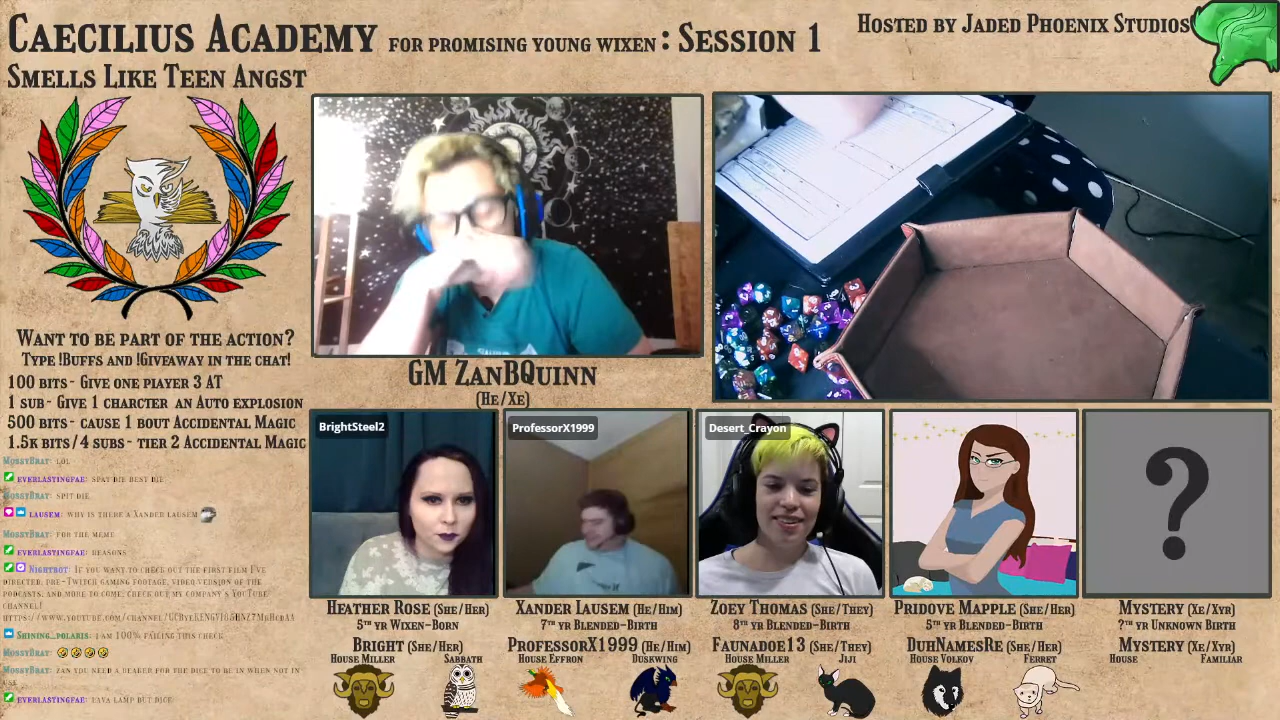 Caecilius Academy for promising young wixen: Session 1
Hosted by Jaded Phoenix Studios
Smells Like Teen Angst
Want to be part of the action?
Type !Buffs and !Giveaway in the chat!
100 bits - Give one player 3 AT
1 sub - Give 1 charcter an Auto explosion
500 bits - cause 1 bout Accidental Magic
1.5k bits/4 subs - tier 2 Accidental Magic
MossyBray: lol
everlastingfae: spat die best die
MossyBray: spit die
Lausem: why is there a Xander Lausem
MossyBray: for the meme
everlastingfae: reasons
Nightbot: If you want to check out the first film I've
directed, pre-Twitch gaming footage, video version of the
podcasts, and more to come, check out my company's YouTube
channel!
Shining_polaris: I am 100% failing this check
MossyBray:
MossyBray: Zan you need a beaker for the dice to be in when not in
use
everlastingfae: lava lamp but dice
GM ZanBQuinn
(He/Xe)
BrightSteel2
ProfessorX1999
Desert_Crayon
?
Heather Rose (She/Her)
5th yr Wixen-Born
Bright (She/Her)
House Miller
Sabbath
Xander Lausem (He/Him)
7th yr Blended-Birth
ProfessorX1999 (He/Him)
House Effron
Duskwing
Zoey Thomas (She/They)
8th yr Blended-Birth
Faunadoe13 (She/They)
House Miller
Jiji
Pridove Mapple (She/Her)
5th yr Blended-Birth
DuhNamesRe (She/Her)
House Volkov
Ferret
Mystery (Xe/Xyr)
?th yr Unknown Birth
Mystery (Xe/Xyr)
House
Familiar